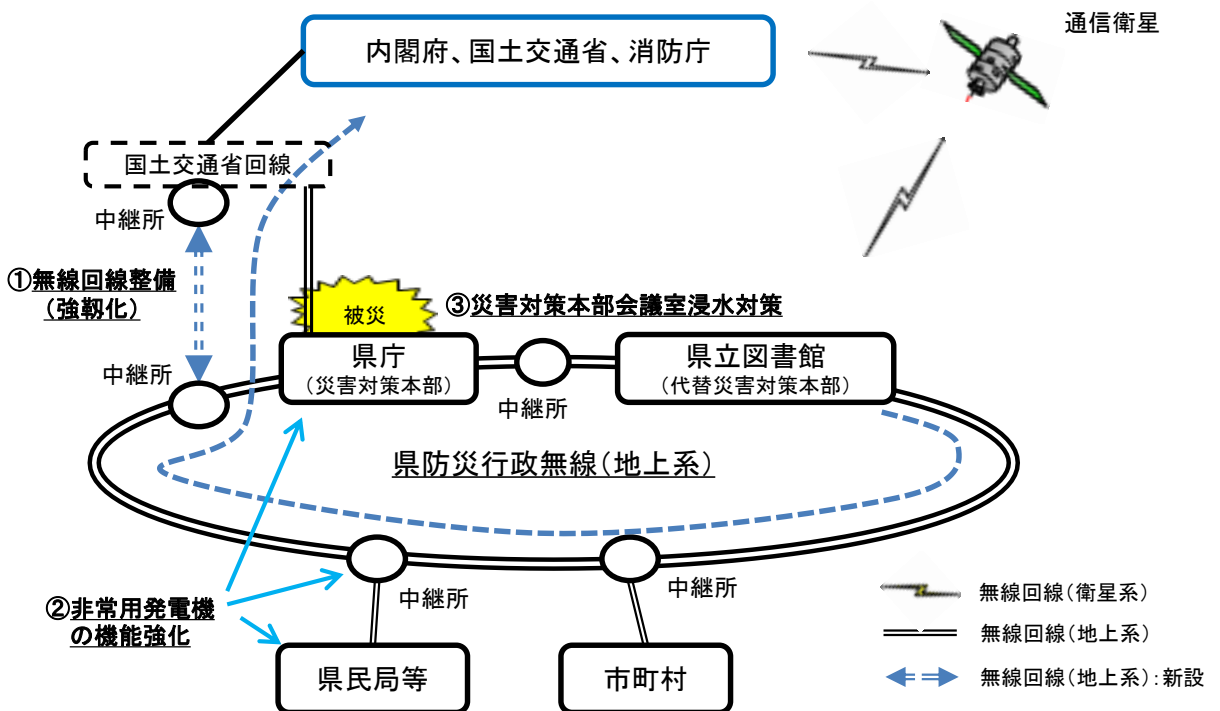 通信衛星
内閣府、国土交通省、消防庁
国土交通省回線
中継所
①無線回線整備
(強靱化)
被災
③災害対策本部会議室浸水対策
中継所
県庁
(災害対策本部)
中継所
県立図書館
(代替災害対策本部)
県防災行政無線(地上系)
中継所
中継所
②非常用発電機
の機能強化
県民局等
市町村
無線回線(衛星系)
無線回線(地上系)
無線回線(地上系):新設